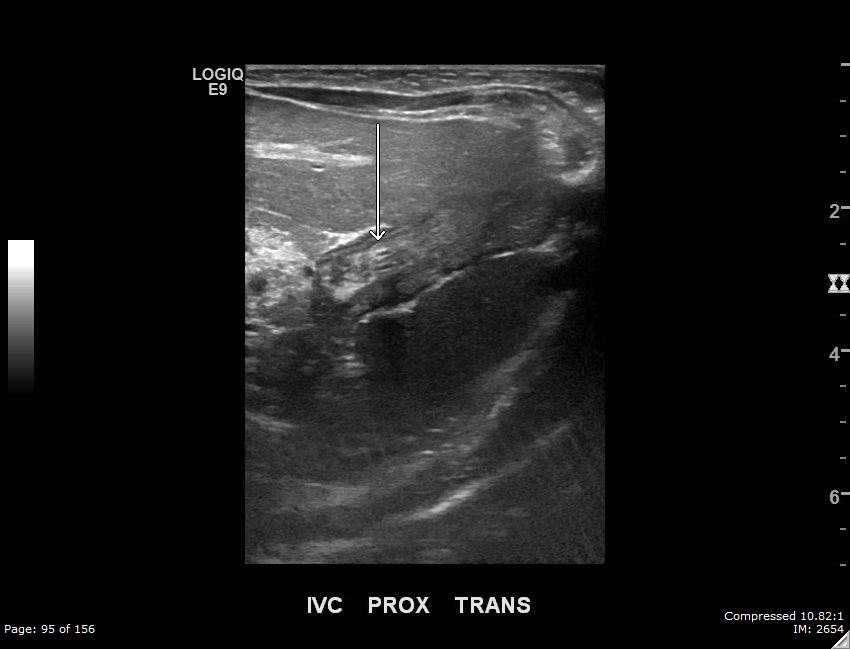 LOGIQ
E9
2
4
6
IVC PROX TRANS
Compressed 10.82:1
Page: 95 of 156
IM: 2654